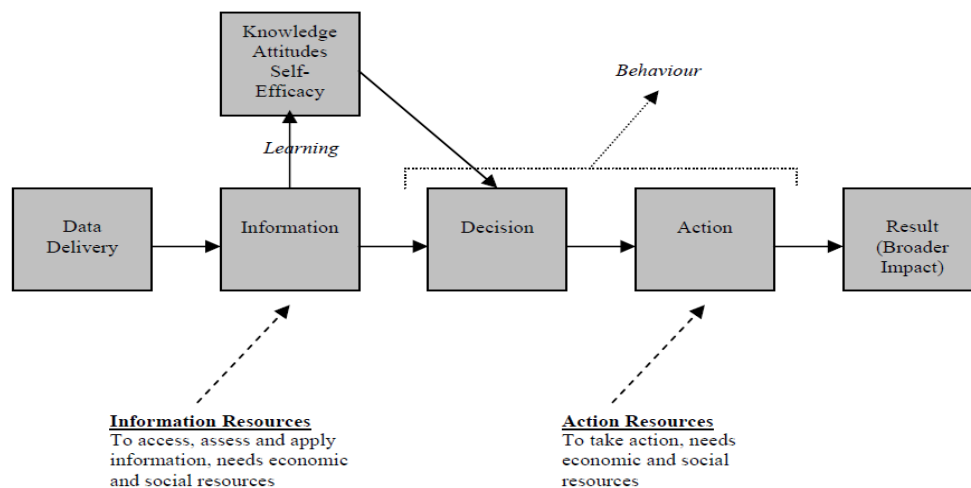 Knowledge
Attitudes
Self-
Efficacy
Behaviour
Learning
Data
Delivery
Information
Decision
Action
Result
(Broader
Impact)
Information Resources
To access, assess and apply
information, needs economic
and social resources
Action Resources
To take action, needs
economic and social
resources